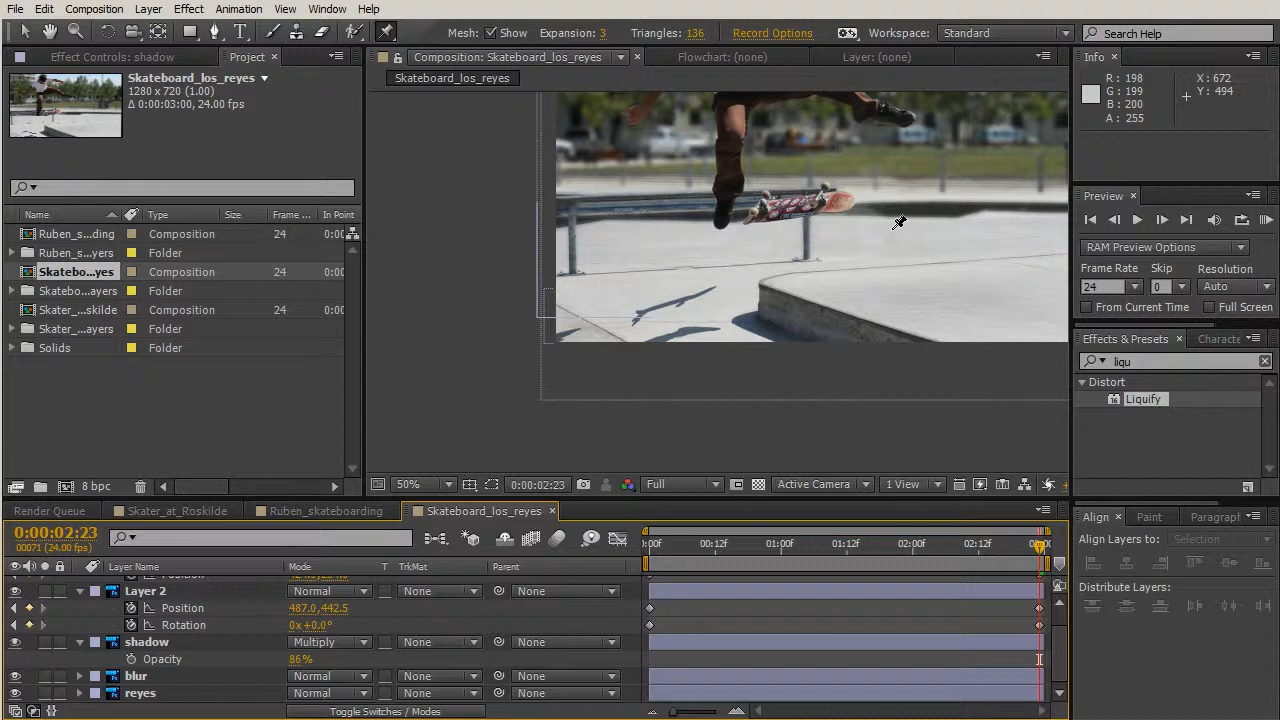 File Edit Composition Layer Effect Animation View Window Help
Mesh: Show Expansion: 3 Triangles: 136 Record Options Workspace: Standard Search Help
Effect Controls: shadow Project
Skateboard_los_reyes
1280 x 720 (1.00)
Δ 0:00:03:00, 24.00 fps
Name Type Size Frame ... In Point
Ruben_s...ding Composition 24 0:00
Ruben_s...yers Folder
Skatebo...yes Composition 24 0:00
Skatebo...ayers Folder
Skater_...skilde Composition 24 0:00
Skater_...ayers Folder
Solids Folder
8 bpc
Composition: Skateboard_los_reyes Flowchart: (none) Layer: (none)
Skateboard_los_reyes
50% 0:00:02:23 Full Active Camera 1 View
Info
R : 198 X : 672
G : 199 Y : 494
B : 200
A : 255
Preview
RAM Preview Options
Frame Rate Skip Resolution
24 0 Auto
From Current Time Full Screen
Effects & Presets Characte
liqu
Distort
16 Liquify
Align Paint Paragraph
Align Layers to: Selection
Distribute Layers:
Render Queue Skater_at_Roskilde Ruben_skateboarding Skateboard_los_reyes
0:00:02:23
00071 (24.00 fps)
):00f 00:12f 01:00f 01:12f 02:00f 02:12f
Layer Name Mode T TrkMat Parent
Layer 2 Normal None None
Position 487.0,442.5
Rotation 0x+0.0°
shadow Multiply None None
Opacity 86%
blur Normal None None
reyes Normal None None
Toggle Switches / Modes